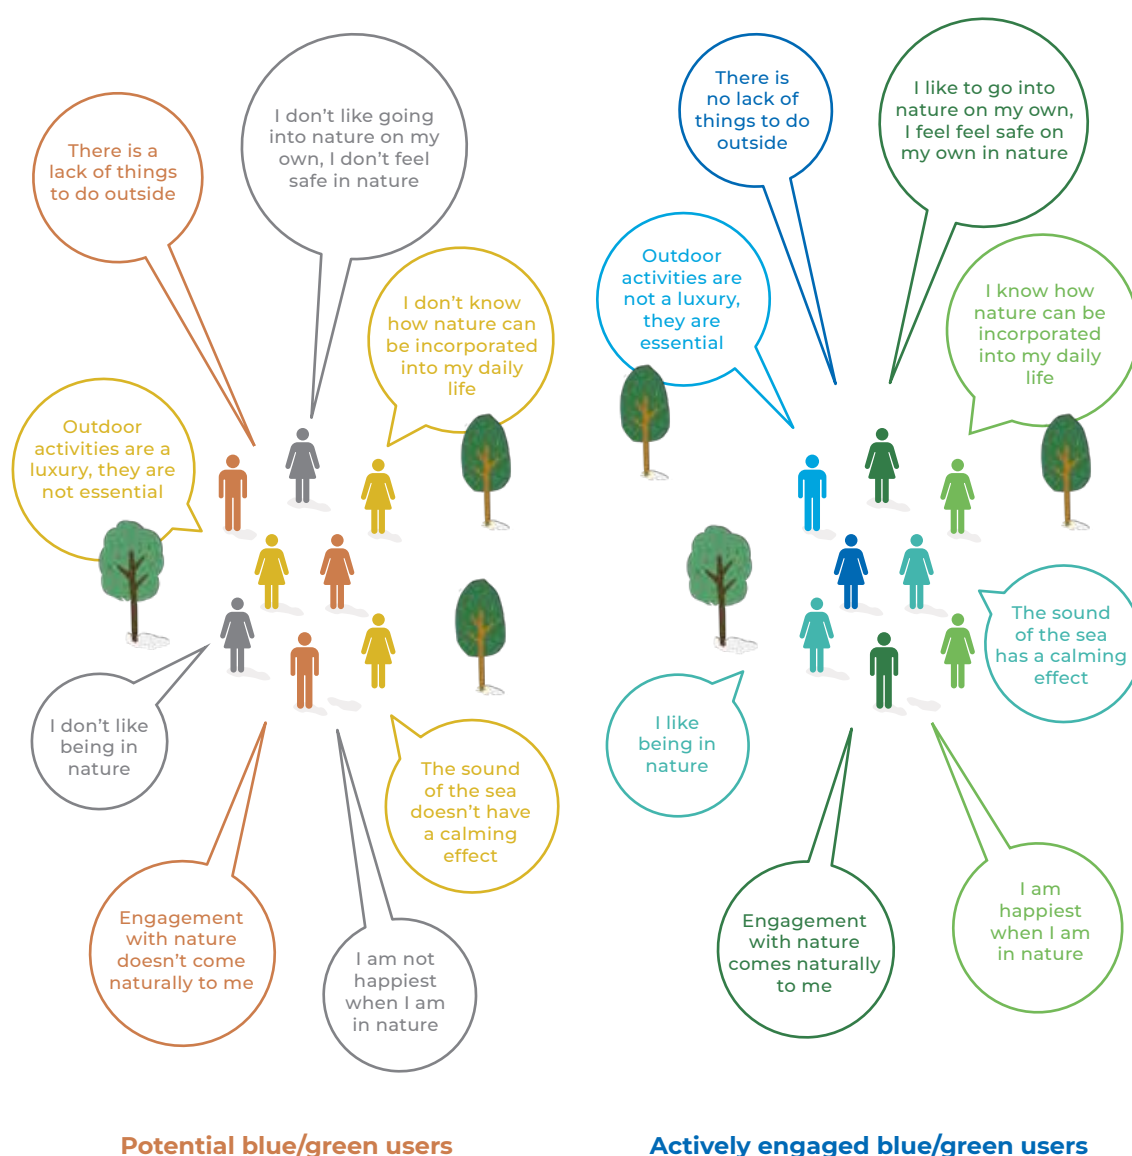 There is a
lack of things
to do outside
I don't like going
into nature on my
own, I don't feel
safe in nature
I don't know
how nature can
be incorporated
into my daily
life
Outdoor
activities are a
luxury, they are
not essential
I don't like
being in
nature
The sound
of the sea
doesn't have
a calming
effect
Engagement
with nature
doesn't come
naturally to me
I am not
happiest
when I am
in nature
Potential blue/green users
There is
no lack of
things to do
outside
I like to go into
nature on my own,
I feel feel safe on
my own in nature
Outdoor
activities are
not a luxury,
they are
essential
I know how
nature can be
incorporated
into my daily
life
The sound
of the sea
has a calming
effect
I like
being in
nature
Engagement
with nature
comes naturally
to me
I am
happiest
when I am
in nature
Actively engaged blue/green users